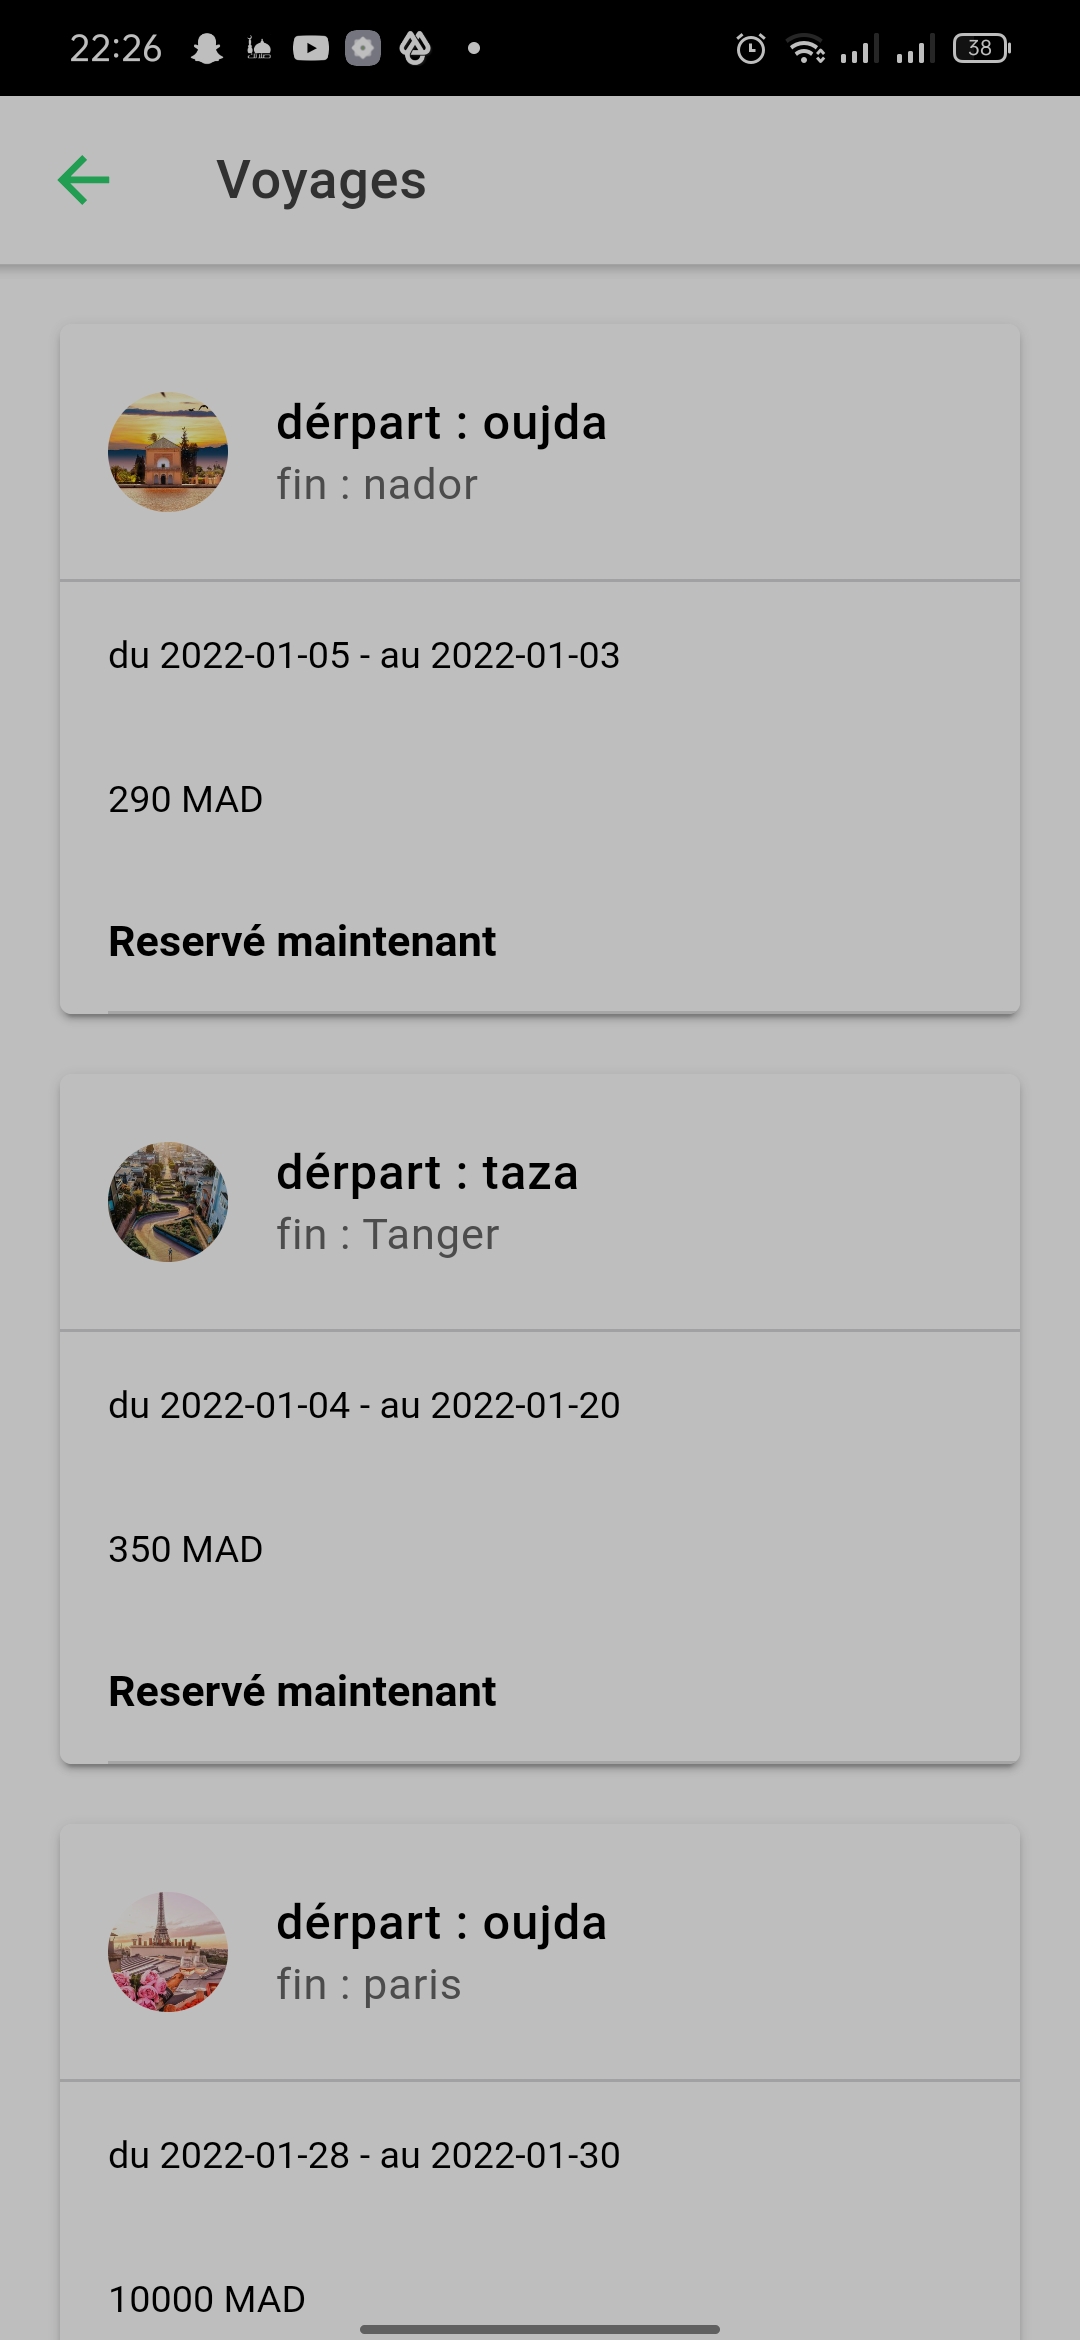 22:26
38
Voyages
dérpart : oujda
fin : nador
du 2022-01-05 - au 2022-01-03
290 MAD
Reservé maintenant
dérpart : taza
fin : Tanger
du 2022-01-04 - au 2022-01-20
350 MAD
Reservé maintenant
dérpart : oujda
fin : paris
du 2022-01-28 - au 2022-01-30
10000 MAD